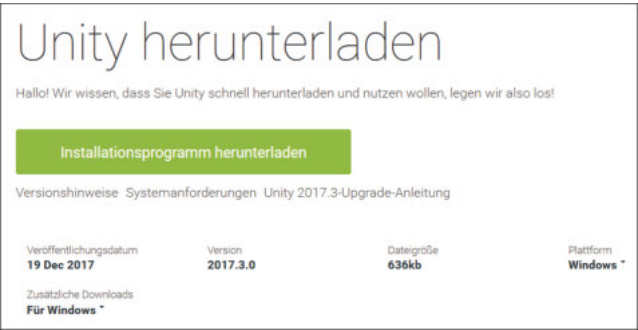 Unity herunterladen
Hallo! Wir wissen, dass Sie Unity schnell herunterladen und nutzen wollen, legen wir also los!
Installationsprogramm herunterladen
Versionshinweise Systemanforderungen Unity 2017.3-Upgrade-Anleitung
Veröffentlichungsdatum Version Dateigröße Plattform
19 Dec 2017 2017.3.0 636kb Windows
Zusätzliche Downloads
Für Windows